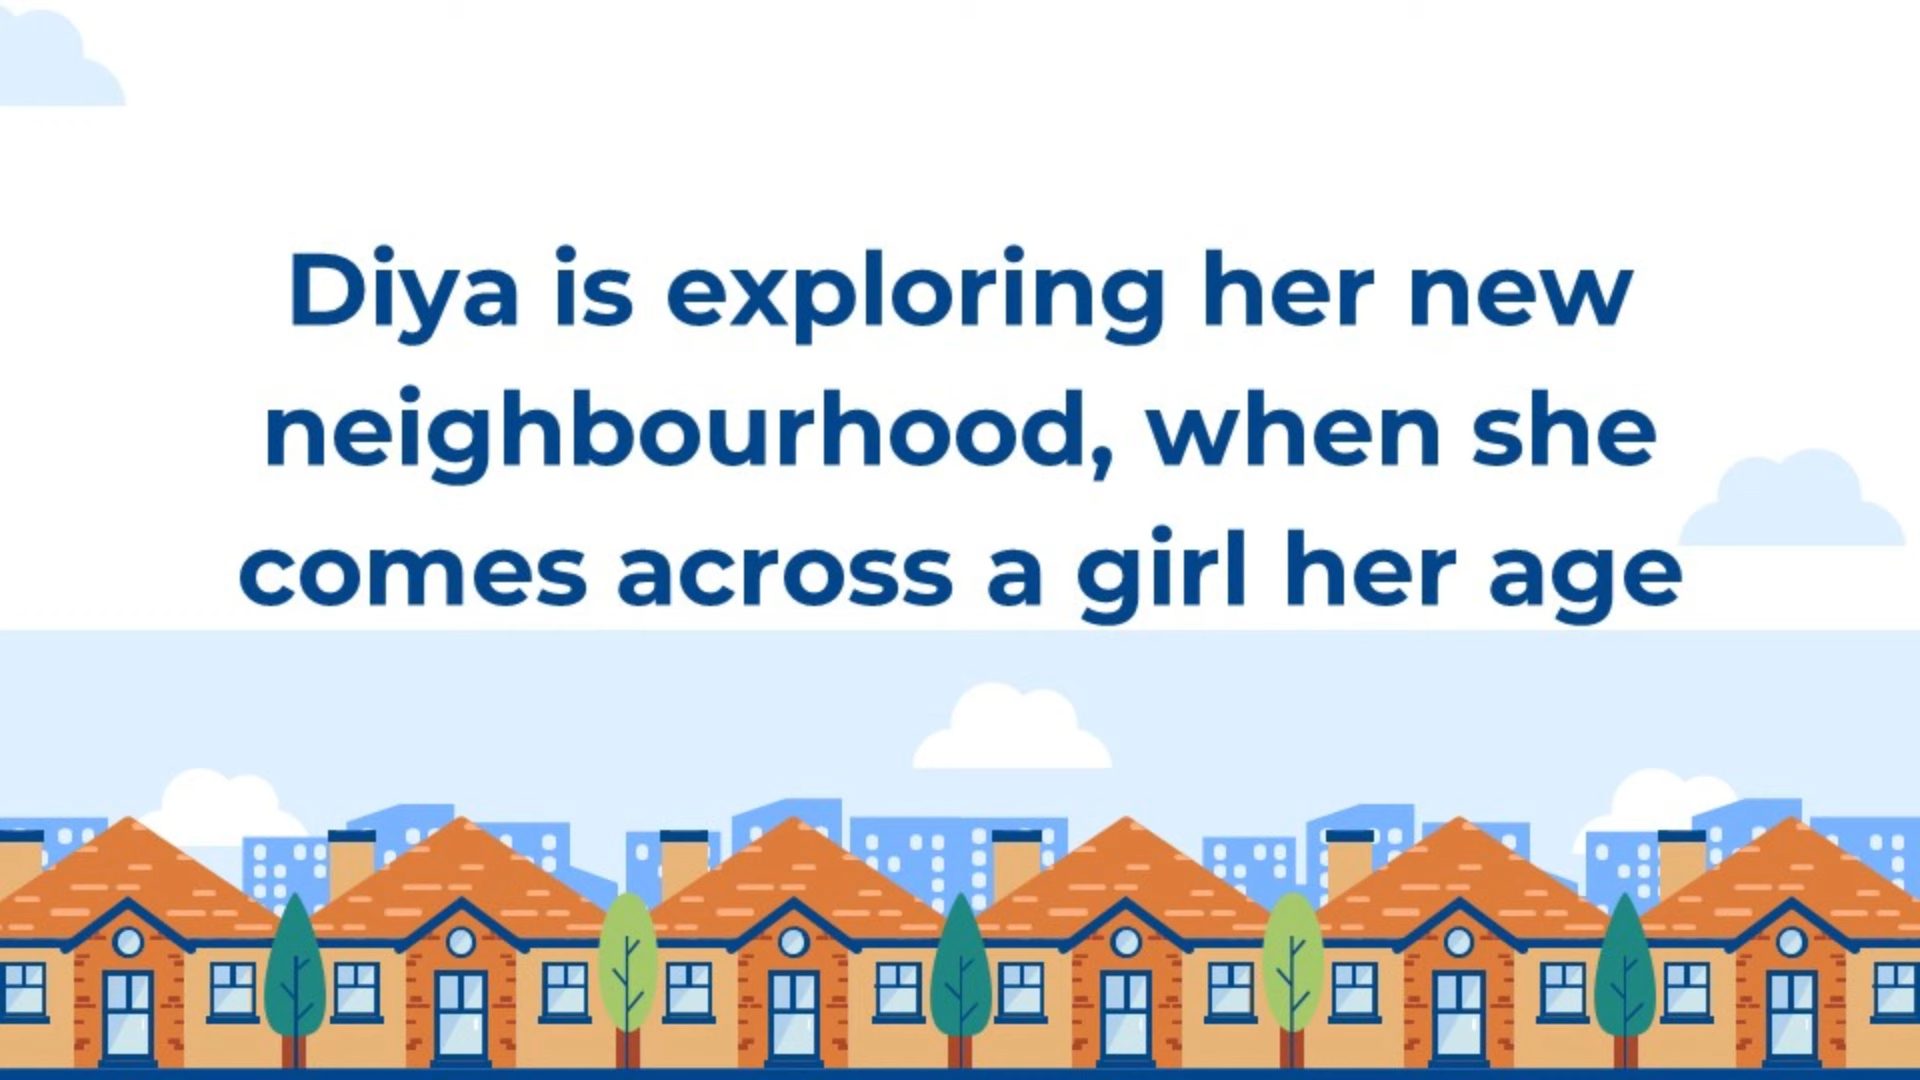 Diya is exploring her new
neighbourhood, when she
comes across a girl her age